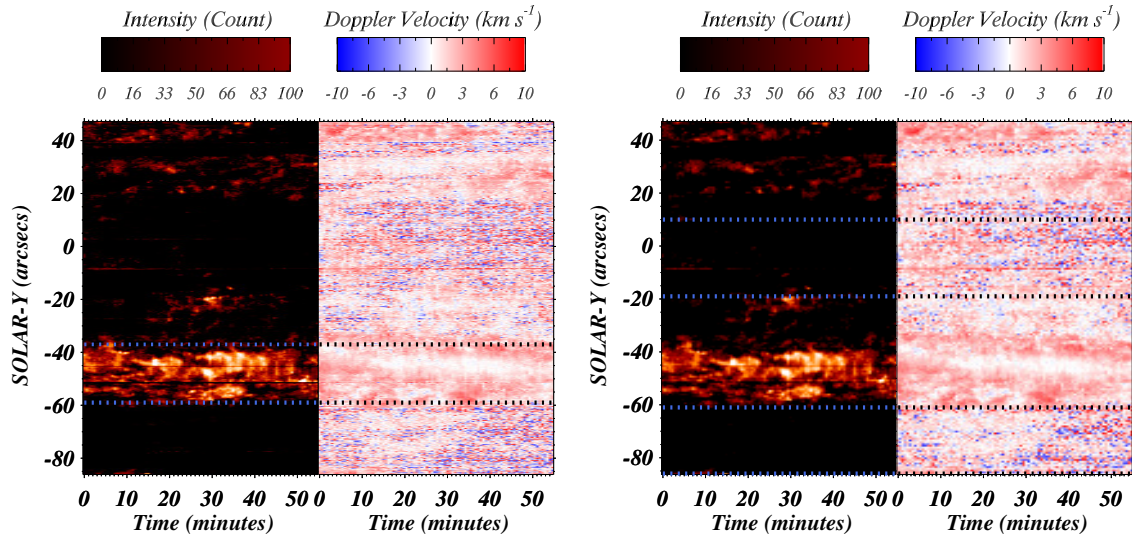 Intensity (Count) Doppler Velocity (km s⁻¹) Intensity (Count) Doppler Velocity (km s⁻¹)
0 16 33 50 66 83 100 -10 -6 -3 0 3 6 10 0 16 33 50 66 83 100 -10 -6 -3 0 3 6 10
40 40
20 20
0 0
-20 -20
-40 -40
-60 -60
-80 -80
SOLAR-Y (arcsecs) SOLAR-Y (arcsecs)
0 10 20 30 40 50 0 10 20 30 40 50 0 10 20 30 40 50 0 10 20 30 40 50
Time (minutes) Time (minutes) Time (minutes) Time (minutes)